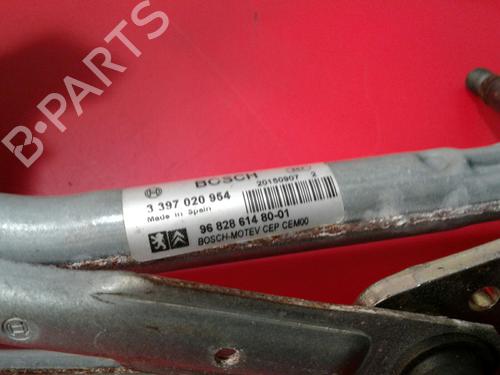 B-PARTS
BOSCH
20150907 2
3 397 020 954
Made in Spain
96 828 614 80-01
BOSCH-MOTEV CEP CEM00